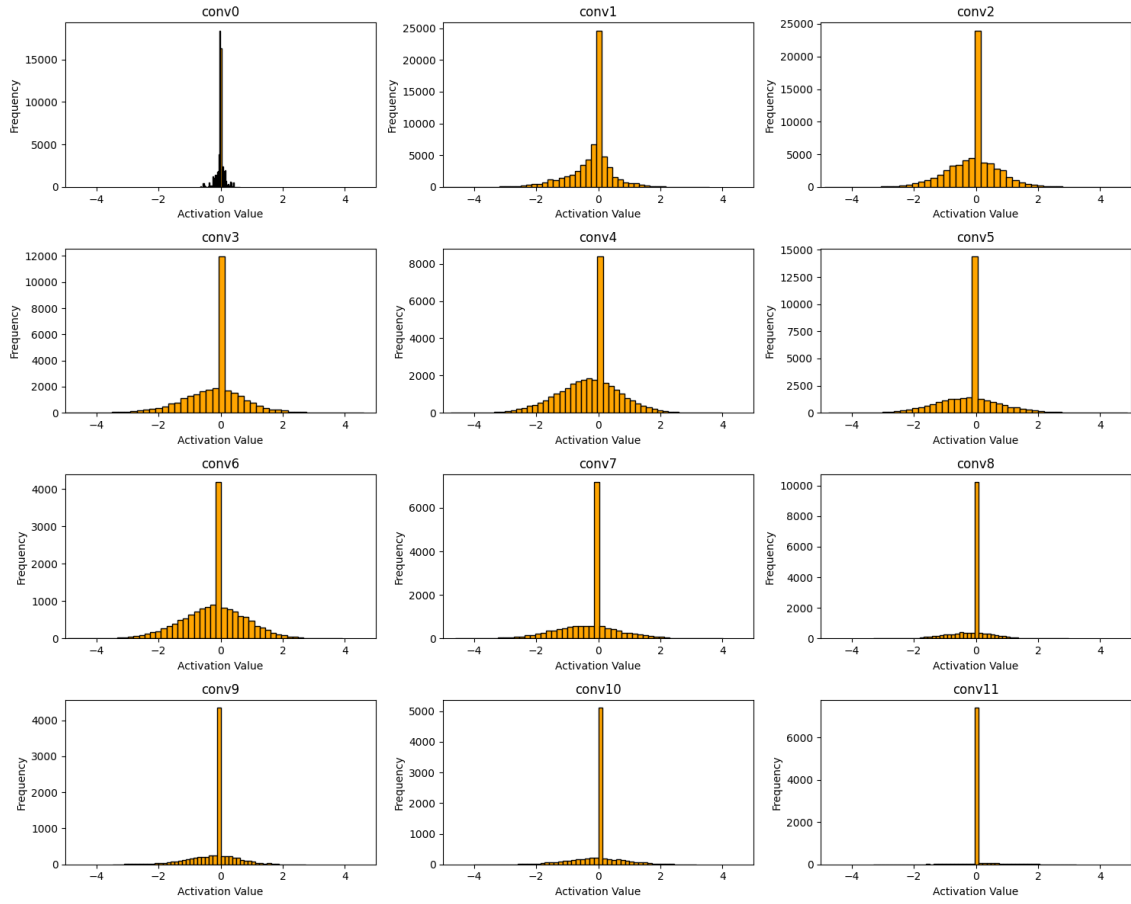 conv0
conv1
conv2
Frequency
15000
10000
5000
0
−4 −2 0 2 4
Activation Value
Frequency
25000
20000
15000
10000
5000
0
−4 −2 0 2 4
Activation Value
Frequency
25000
20000
15000
10000
5000
0
−4 −2 0 2 4
Activation Value
conv3
conv4
conv5
Frequency
12000
10000
8000
6000
4000
2000
0
−4 −2 0 2 4
Activation Value
Frequency
8000
6000
4000
2000
0
−4 −2 0 2 4
Activation Value
Frequency
15000
12500
10000
7500
5000
2500
0
−4 −2 0 2 4
Activation Value
conv6
conv7
conv8
Frequency
4000
3000
2000
1000
0
−4 −2 0 2 4
Activation Value
Frequency
6000
4000
2000
0
−4 −2 0 2 4
Activation Value
Frequency
10000
8000
6000
4000
2000
0
−4 −2 0 2 4
Activation Value
conv9
conv10
conv11
Frequency
4000
3000
2000
1000
0
−4 −2 0 2 4
Activation Value
Frequency
5000
4000
3000
2000
1000
0
−4 −2 0 2 4
Activation Value
Frequency
6000
4000
2000
0
−4 −2 0 2 4
Activation Value